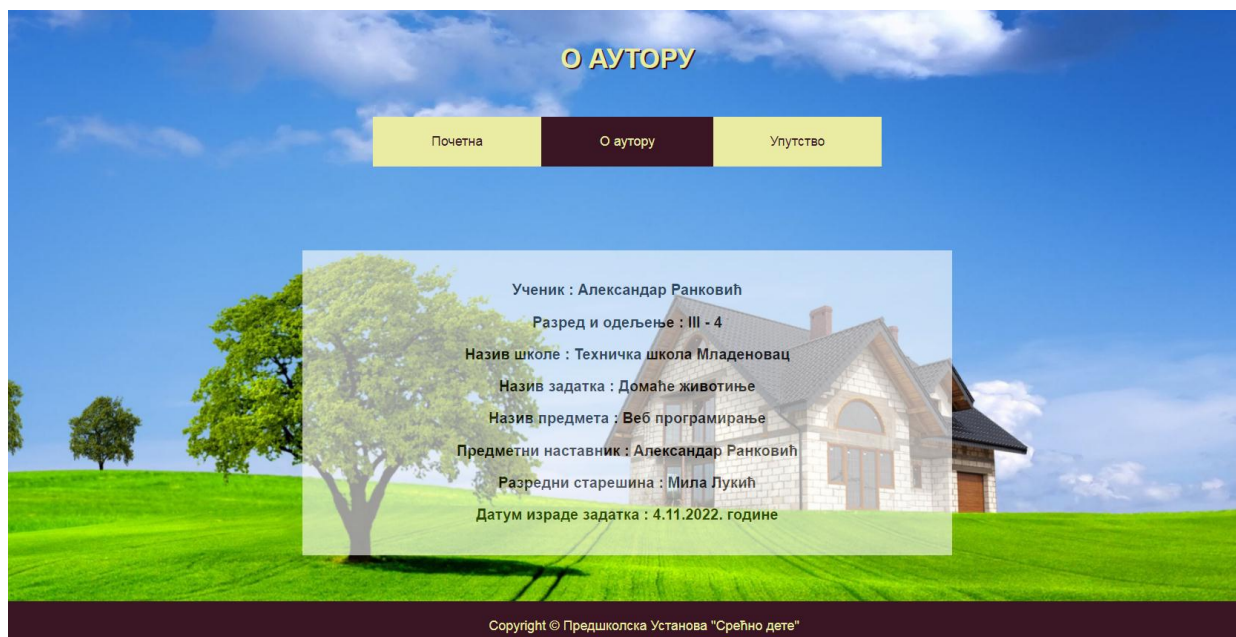 О АУТОРУ
Почетна
О аутору
Упутство
Ученик : Александар Ранковић
Разред и одељење : III - 4
Назив школе : Техничка школа Младеновац
Назив задатка : Домаће животиње
Назив предмета : Веб програмирање
Предметни наставник : Александар Ранковић
Разредни старешина : Мила Лукић
Датум израде задатка : 4.11.2022. године
Copyright © Предшколска Установа "Срећно дете"